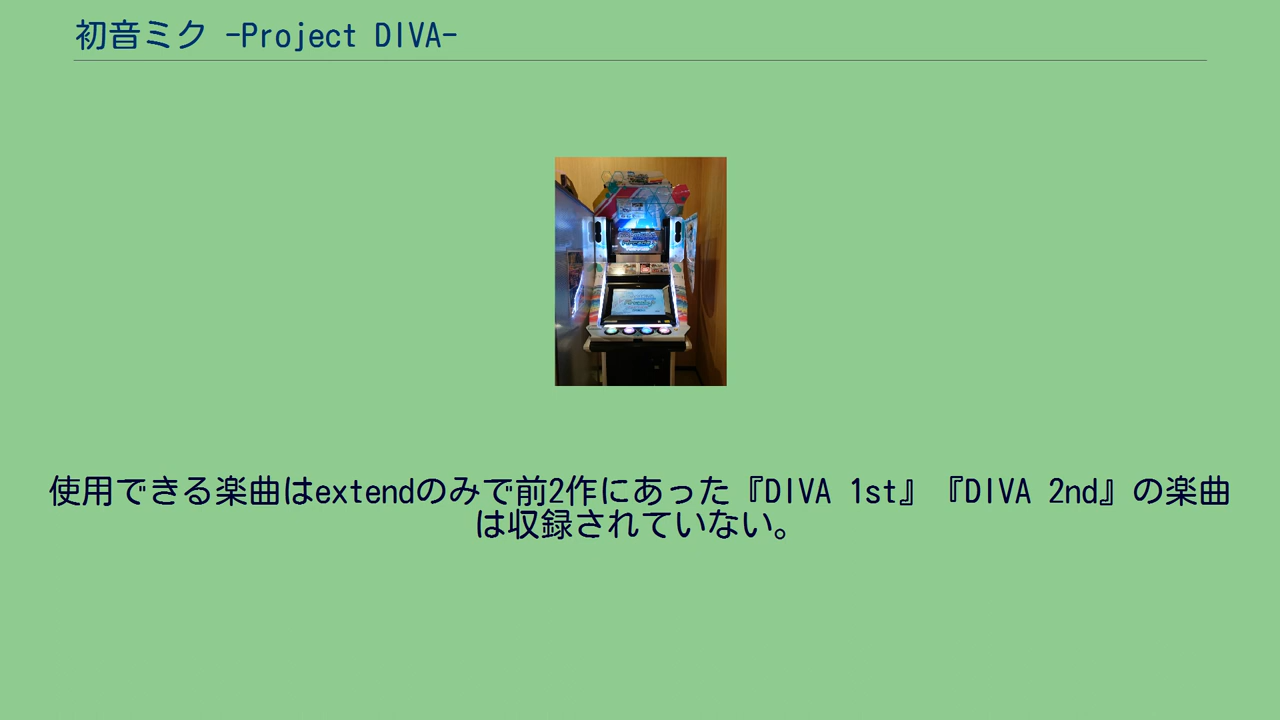 初音ミク -Project DIVA-
使用できる楽曲はextendのみで前2作にあった『DIVA 1st』『DIVA 2nd』の楽曲
は収録されていない。